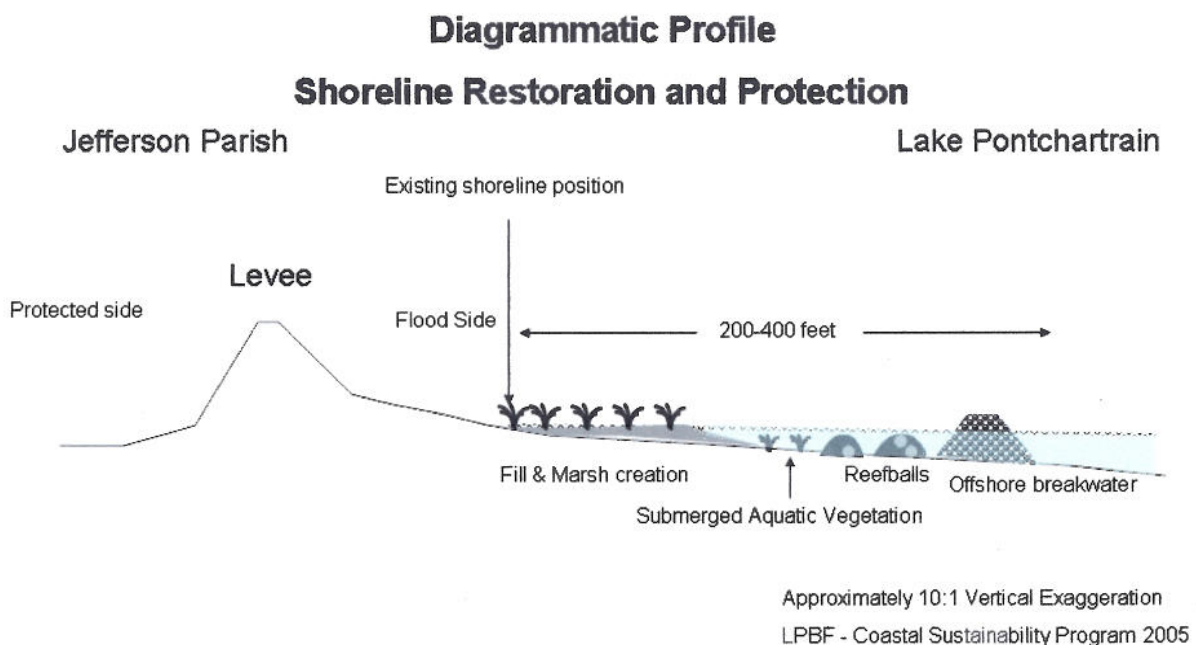 Diagrammatic Profile
Shoreline Restoration and Protection
Jefferson Parish
Lake Pontchartrain
Existing shoreline position
Levee
Protected side
Flood Side
200-400 feet
Fill & Marsh creation
Reefballs
Offshore breakwater
Submerged Aquatic Vegetation
Approximately 10:1 Vertical Exaggeration
LPBF - Coastal Sustainability Program 2005